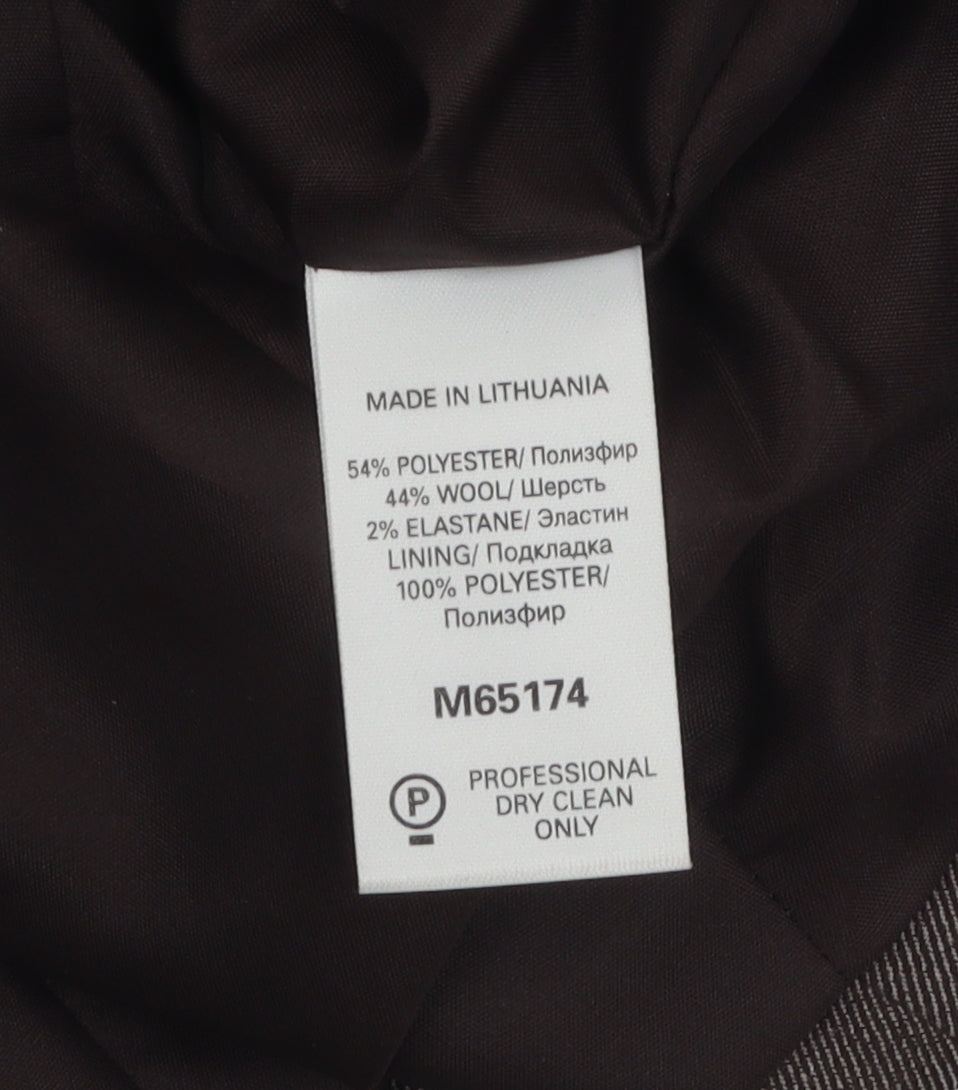 MADE IN LITHUANIA
54% POLYESTER/ Полизфир
44% WOOL/ Шерсть
2% ELASTANE/ Эластин
LINING/ Подкладка
100% POLYESTER/
Полизфир
M65174
P
PROFESSIONAL
DRY CLEAN
ONLY